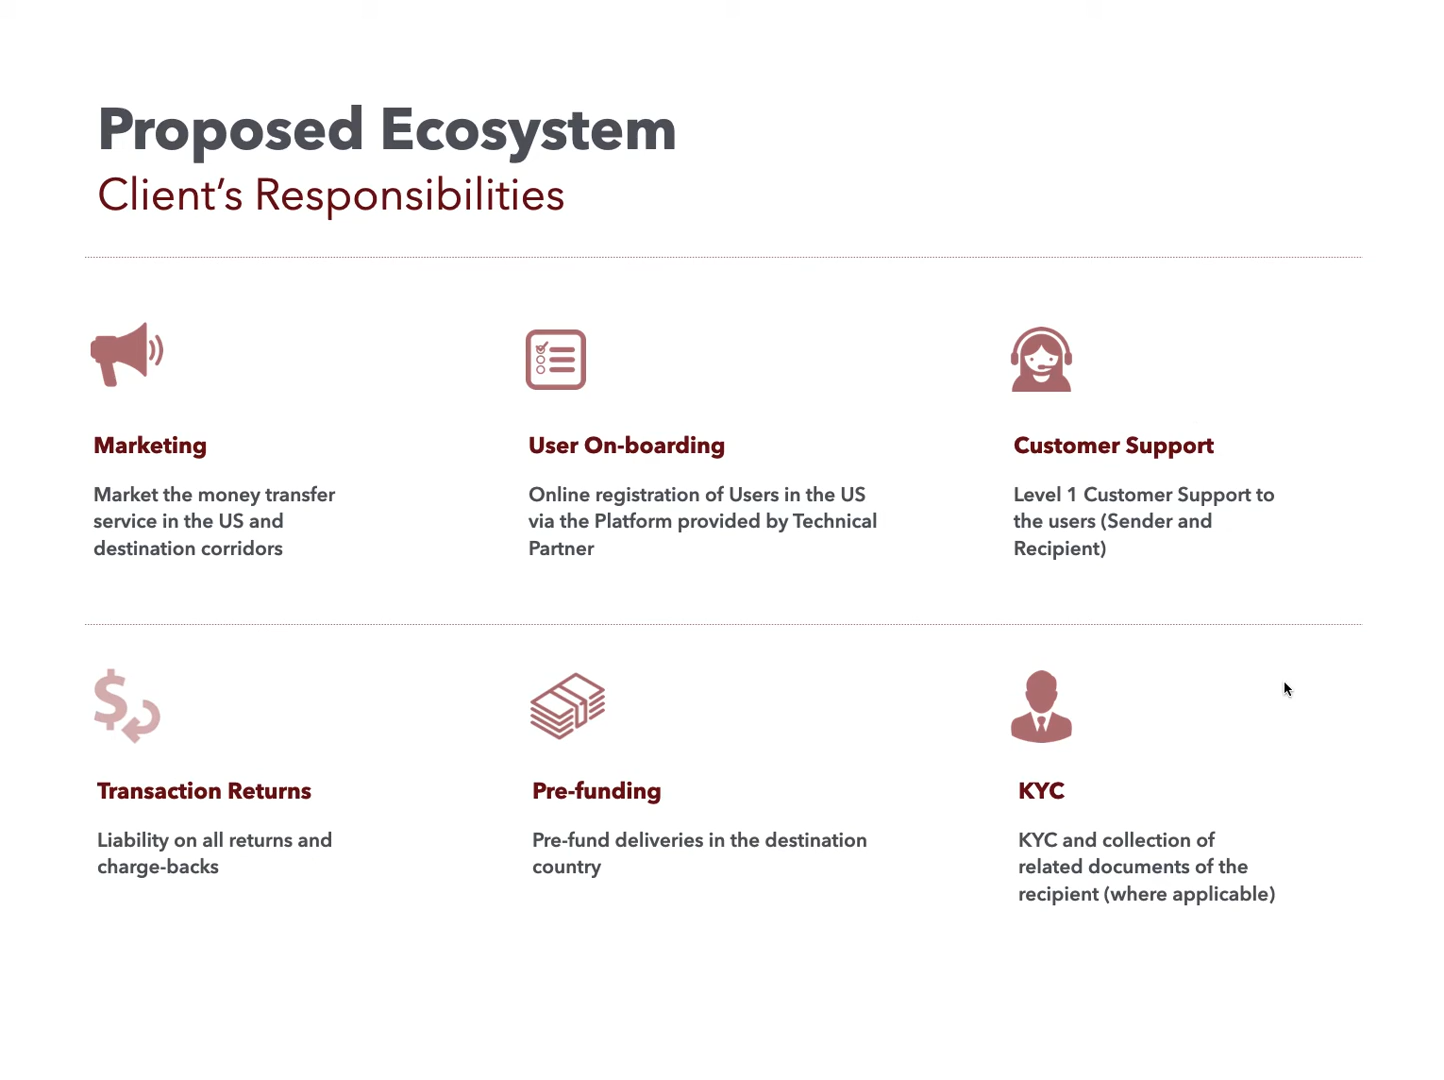 Proposed Ecosystem
Client’s Responsibilities
Marketing
Market the money transfer
service in the US and
destination corridors
User On-boarding
Online registration of Users in the US
via the Platform provided by Technical
Partner
Customer Support
Level 1 Customer Support to
the users (Sender and
Recipient)
Transaction Returns
Liability on all returns and
charge-backs
Pre-funding
Pre-fund deliveries in the destination
country
KYC
KYC and collection of
related documents of the
recipient (where applicable)